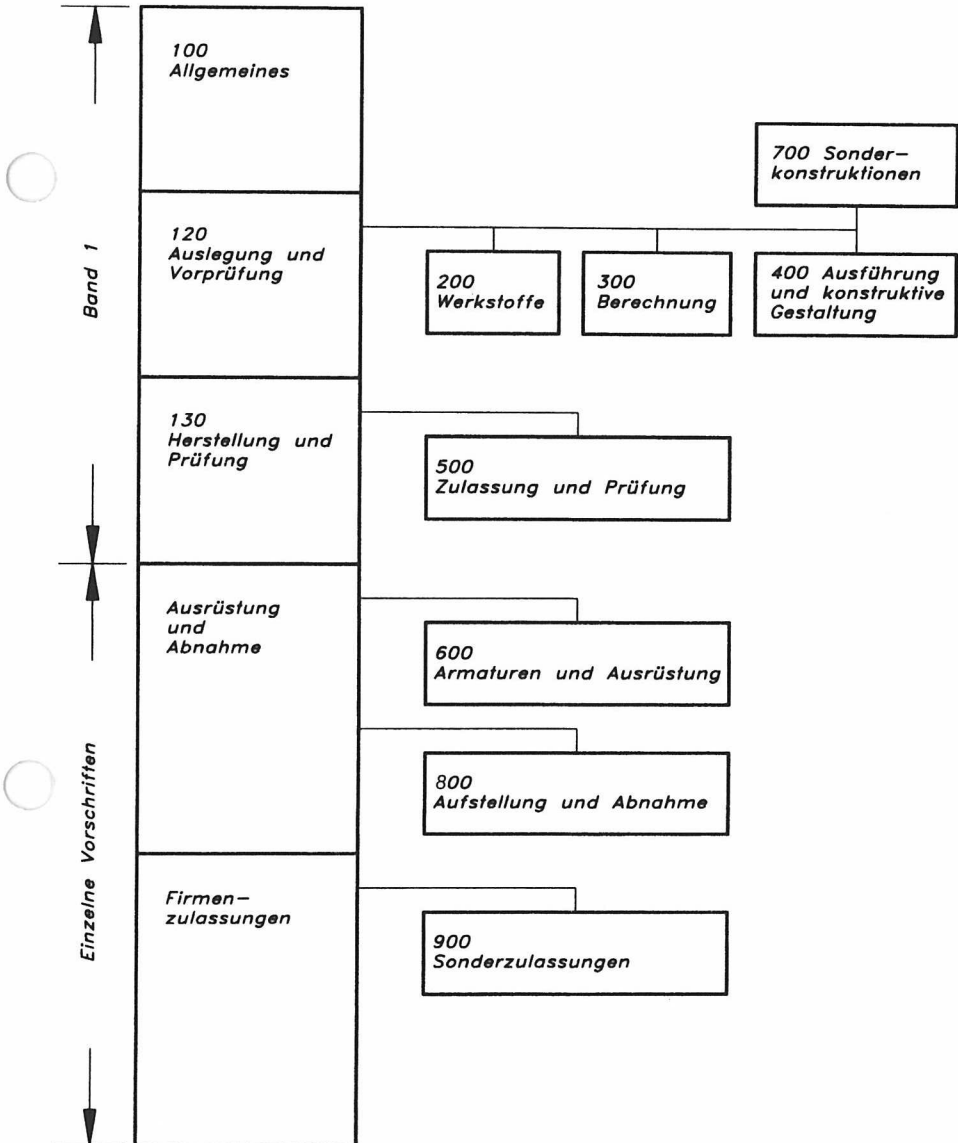 100
Allgemeines
700 Sonder-
konstruktionen
Band 1
120
Auslegung und
Vorprüfung
200
Werkstoffe
300
Berechnung
400 Ausführung
und konstruktive
Gestaltung
130
Herstellung und
Prüfung
500
Zulassung und Prüfung
Einzelne Vorschriften
Ausrüstung
und
Abnahme
600
Armaturen und Ausrüstung
800
Aufstellung und Abnahme
Firmen-
zulassungen
900
Sonderzulassungen